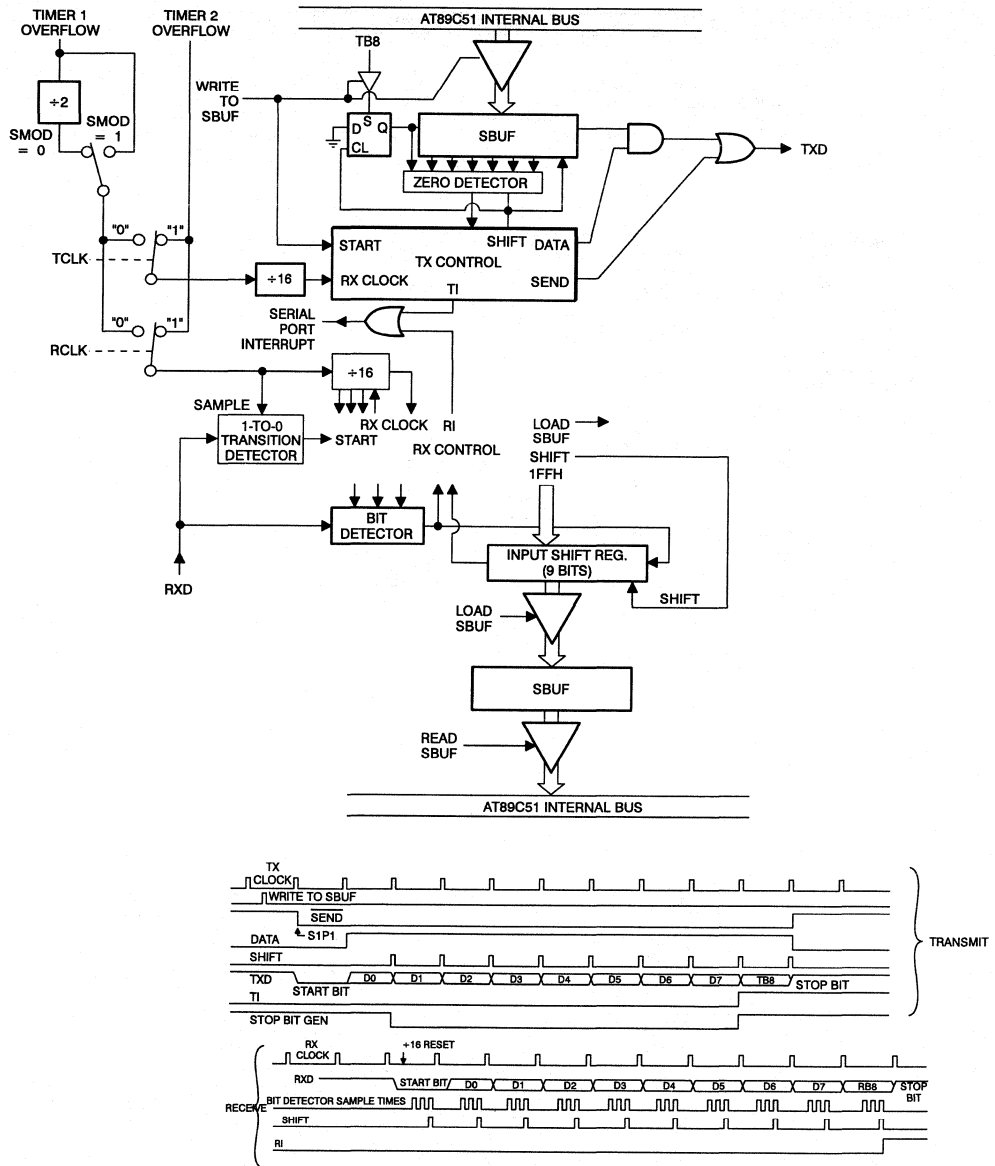 TIMER 1
OVERFLOW
TIMER 2
OVERFLOW
AT89C51 INTERNAL BUS
TB8
÷2
WRITE
TO
SBUF
SMOD
= 0
SMOD
= 1
D
S
Q
CL
SBUF
TXD
ZERO DETECTOR
"0"
"1"
TCLK
START
SHIFT
DATA
TX CONTROL
÷16
RX CLOCK
SEND
TI
SERIAL
PORT
INTERRUPT
"0"
"1"
RCLK
÷16
SAMPLE
1-TO-0
TRANSITION
DETECTOR
START
RX CLOCK
RI
RX CONTROL
LOAD
SBUF
SHIFT
1FFH
BIT
DETECTOR
INPUT SHIFT REG.
(9 BITS)
RXD
SHIFT
LOAD
SBUF
SBUF
READ
SBUF
AT89C51 INTERNAL BUS
TX
CLOCK
WRITE TO SBUF
SEND
S1P1
DATA
TRANSMIT
SHIFT
TXD
START BIT
D0 D1 D2 D3 D4 D5 D6 D7 TB8
STOP BIT
TI
STOP BIT GEN
RX
CLOCK
÷16 RESET
RXD
START BIT
D0 D1 D2 D3 D4 D5 D6 D7 RB8
STOP
BIT
RECEIVE
BIT DETECTOR SAMPLE TIMES
SHIFT
RI